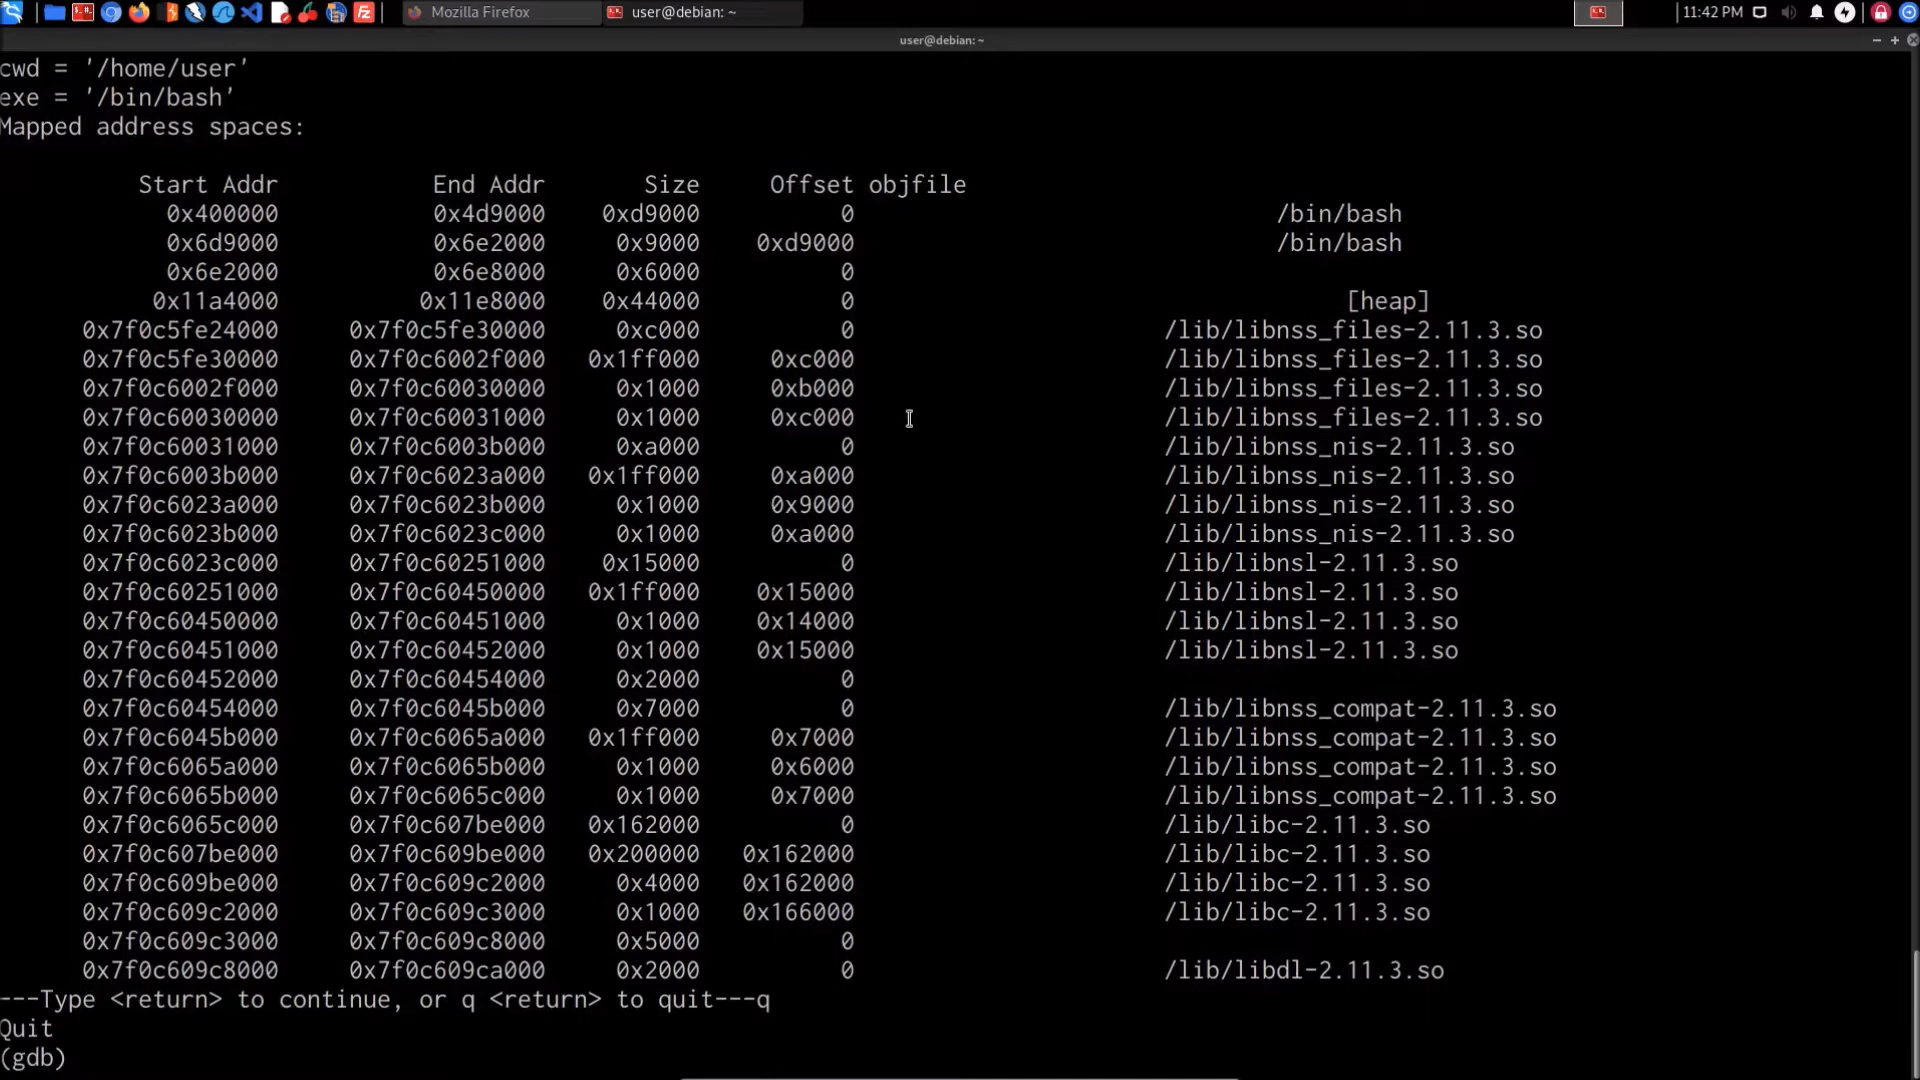 Mozilla Firefox
user@debian: ~
11:42 PM
user@debian: ~
cwd = '/home/user'
exe = '/bin/bash'
Mapped address spaces:
Start Addr End Addr Size Offset objfile
0x400000 0x4d9000 0xd9000 0 /bin/bash
0x6d9000 0x6e2000 0x9000 0xd9000 /bin/bash
0x6e2000 0x6e8000 0x6000 0
0x11a4000 0x11e8000 0x44000 0 [heap]
0x7f0c5fe24000 0x7f0c5fe30000 0xc000 0 /lib/libnss_files-2.11.3.so
0x7f0c5fe30000 0x7f0c6002f000 0x1ff000 0xc000 /lib/libnss_files-2.11.3.so
0x7f0c6002f000 0x7f0c60030000 0x1000 0xb000 /lib/libnss_files-2.11.3.so
0x7f0c60030000 0x7f0c60031000 0x1000 0xc000 /lib/libnss_files-2.11.3.so
0x7f0c60031000 0x7f0c6003b000 0xa000 0 /lib/libnss_nis-2.11.3.so
0x7f0c6003b000 0x7f0c6023a000 0x1ff000 0xa000 /lib/libnss_nis-2.11.3.so
0x7f0c6023a000 0x7f0c6023b000 0x1000 0x9000 /lib/libnss_nis-2.11.3.so
0x7f0c6023b000 0x7f0c6023c000 0x1000 0xa000 /lib/libnss_nis-2.11.3.so
0x7f0c6023c000 0x7f0c60251000 0x15000 0 /lib/libnsl-2.11.3.so
0x7f0c60251000 0x7f0c60450000 0x1ff000 0x15000 /lib/libnsl-2.11.3.so
0x7f0c60450000 0x7f0c60451000 0x1000 0x14000 /lib/libnsl-2.11.3.so
0x7f0c60451000 0x7f0c60452000 0x1000 0x15000 /lib/libnsl-2.11.3.so
0x7f0c60452000 0x7f0c60454000 0x2000 0
0x7f0c60454000 0x7f0c6045b000 0x7000 0 /lib/libnss_compat-2.11.3.so
0x7f0c6045b000 0x7f0c6065a000 0x1ff000 0x7000 /lib/libnss_compat-2.11.3.so
0x7f0c6065a000 0x7f0c6065b000 0x1000 0x6000 /lib/libnss_compat-2.11.3.so
0x7f0c6065b000 0x7f0c6065c000 0x1000 0x7000 /lib/libnss_compat-2.11.3.so
0x7f0c6065c000 0x7f0c607be000 0x162000 0 /lib/libc-2.11.3.so
0x7f0c607be000 0x7f0c609be000 0x200000 0x162000 /lib/libc-2.11.3.so
0x7f0c609be000 0x7f0c609c2000 0x4000 0x162000 /lib/libc-2.11.3.so
0x7f0c609c2000 0x7f0c609c3000 0x1000 0x166000 /lib/libc-2.11.3.so
0x7f0c609c3000 0x7f0c609c8000 0x5000 0
0x7f0c609c8000 0x7f0c609ca000 0x2000 0 /lib/libdl-2.11.3.so
---Type <return> to continue, or q <return> to quit---q
Quit
(gdb)